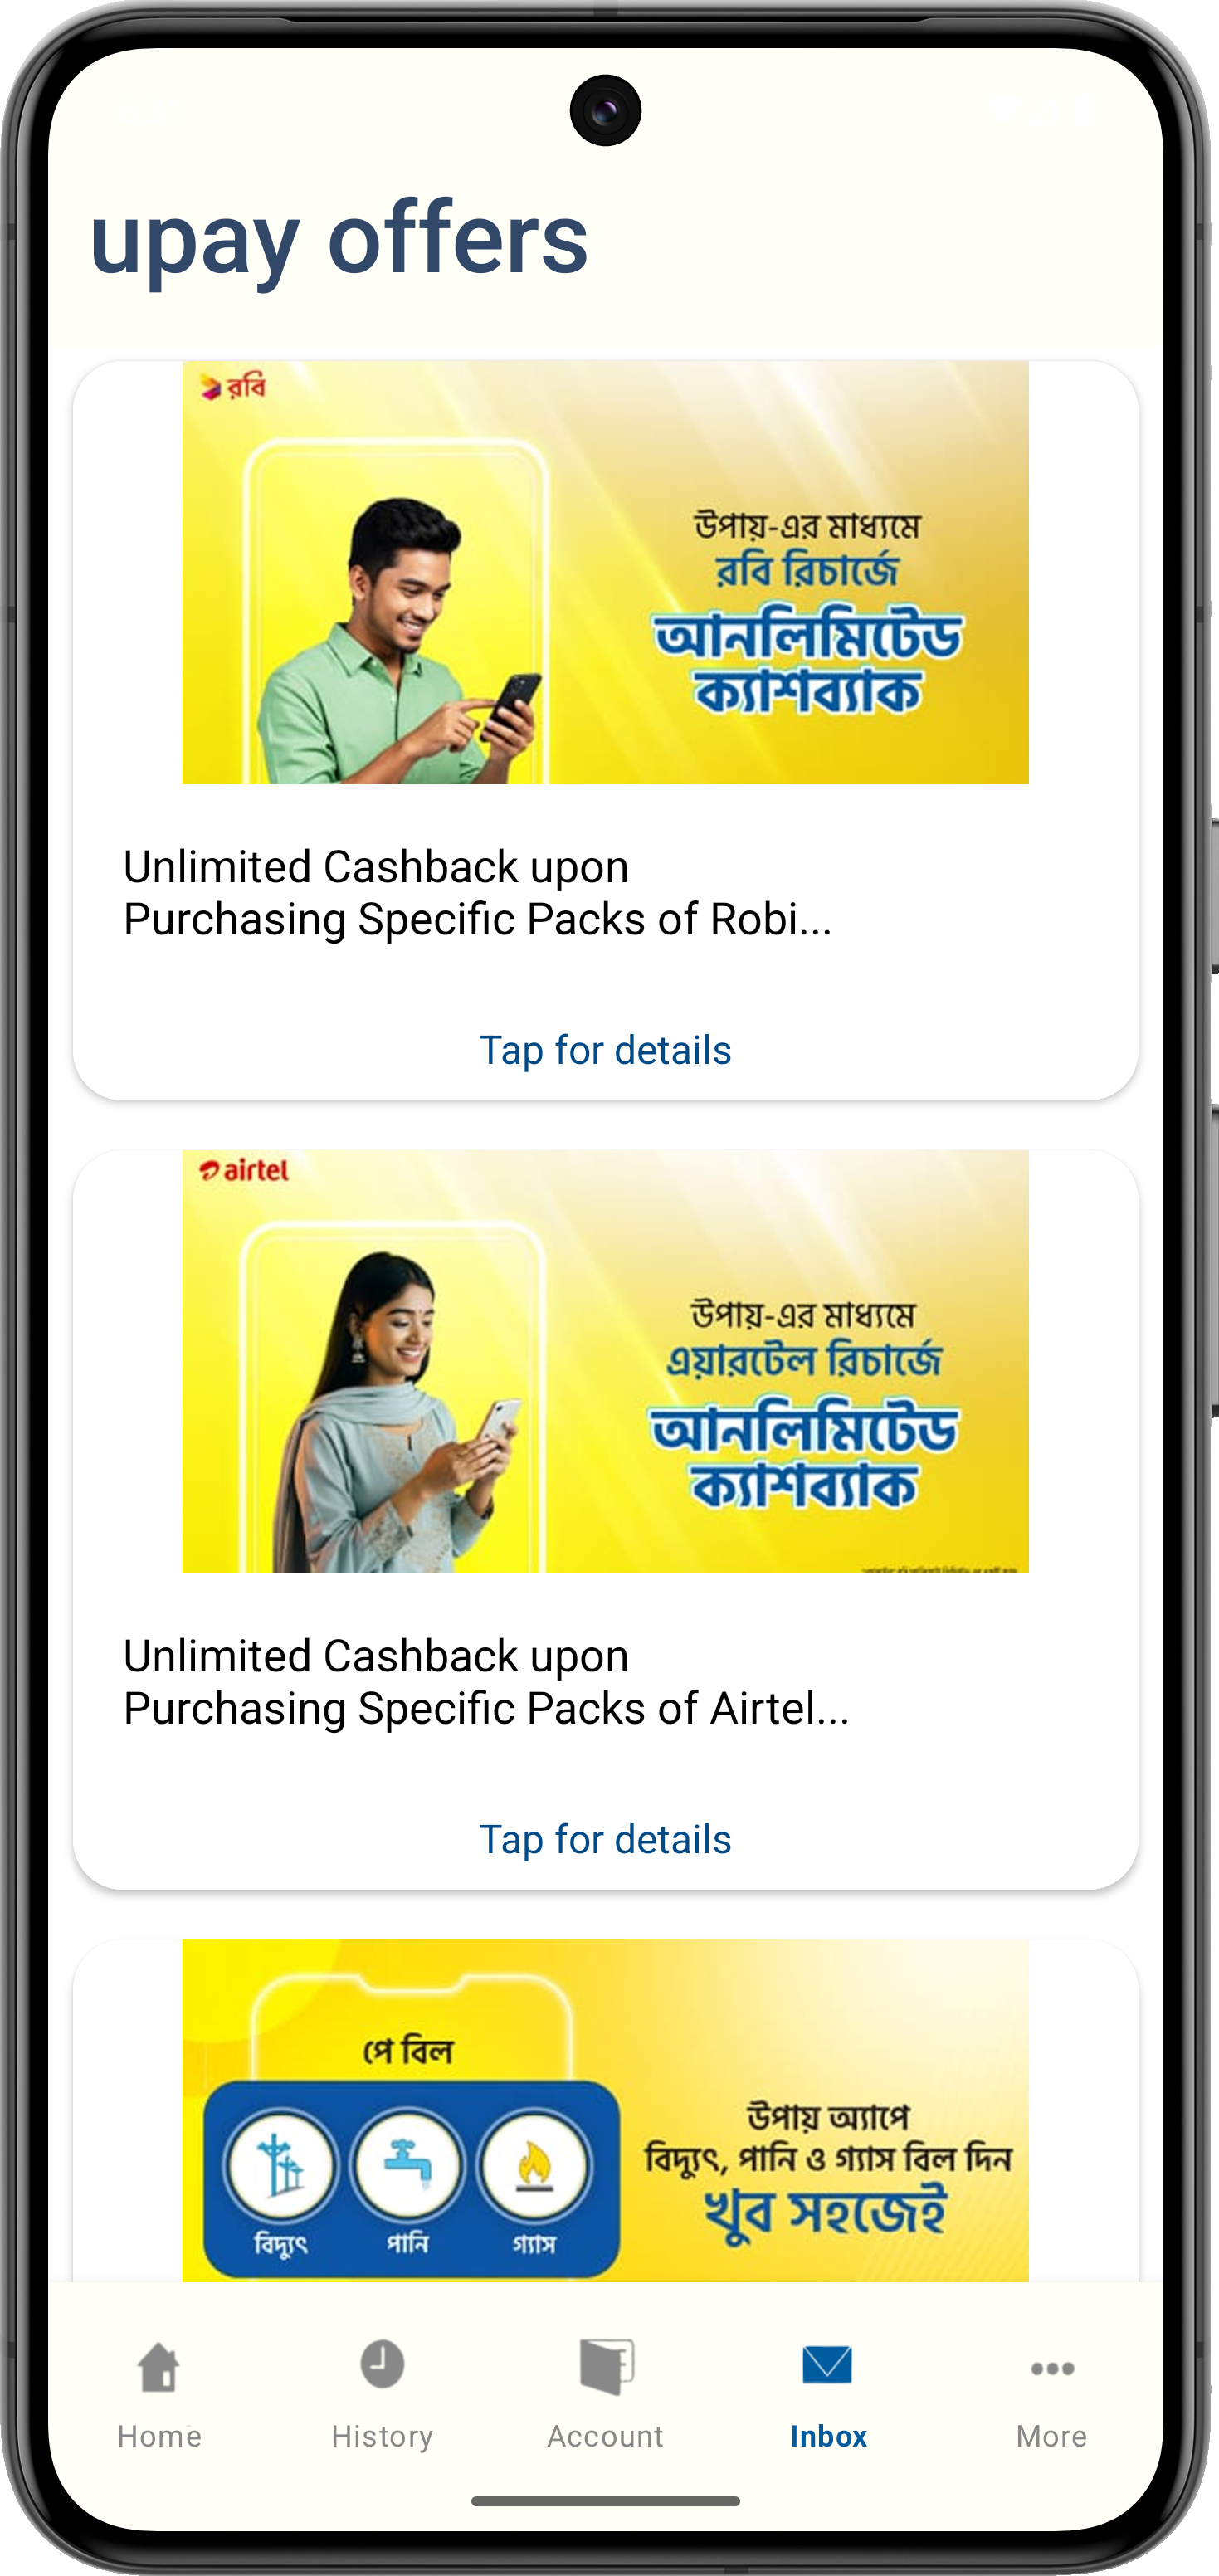 upay offers
রবি
উপায়-এর মাধ্যমে
রবি রিচার্জে
আনলিমিটেড
ক্যাশব্যাক
Unlimited Cashback upon
Purchasing Specific Packs of Robi...
Tap for details
airtel
উপায়-এর মাধ্যমে
এয়ারটেল রিচার্জে
আনলিমিটেড
ক্যাশব্যাক
Unlimited Cashback upon
Purchasing Specific Packs of Airtel...
Tap for details
পে বিল
বিদ্যুৎ পানি গ্যাস
উপায় অ্যাপে
বিদ্যুৎ, পানি ও গ্যাস বিল দিন
খুব সহজেই
Home History Account Inbox More